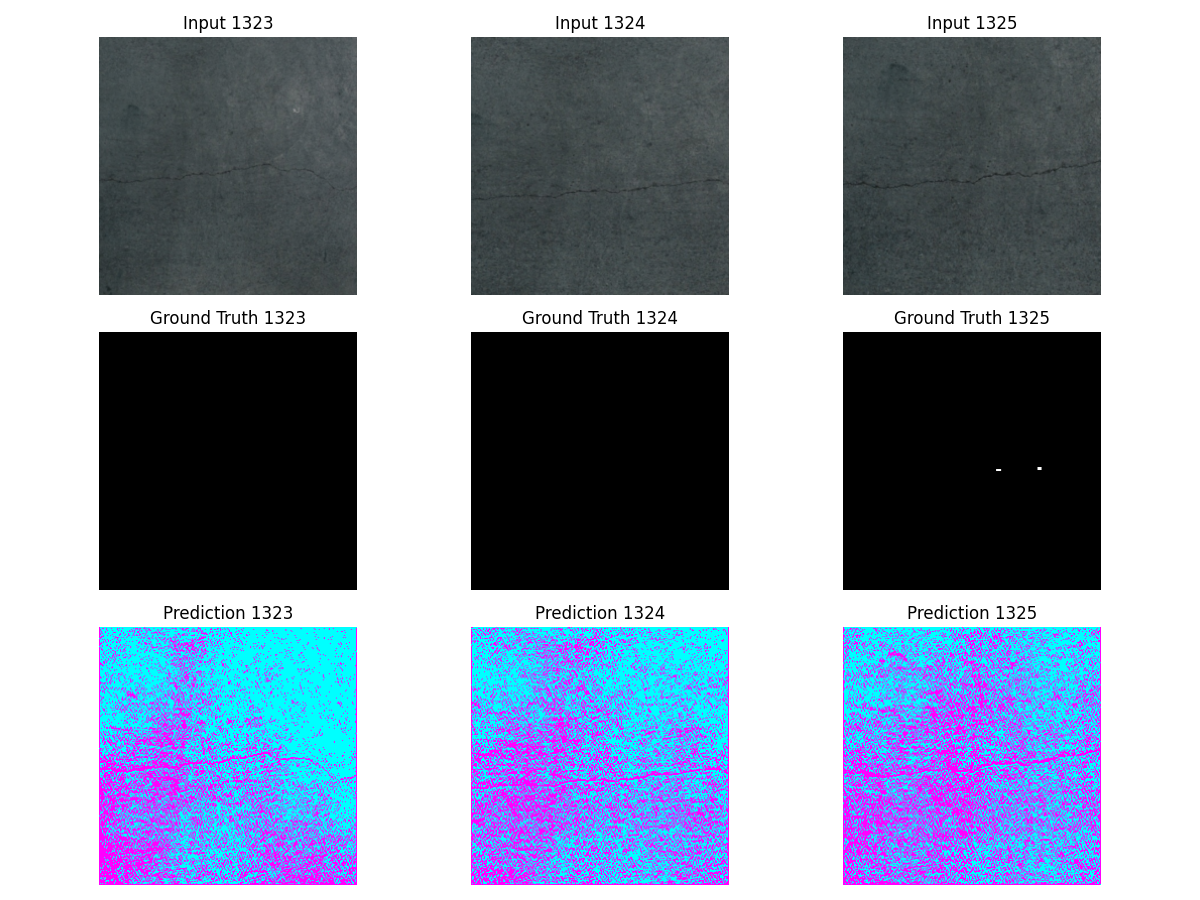 Input 1323
Input 1324
Input 1325
Ground Truth 1323
Ground Truth 1324
Ground Truth 1325
Prediction 1323
Prediction 1324
Prediction 1325